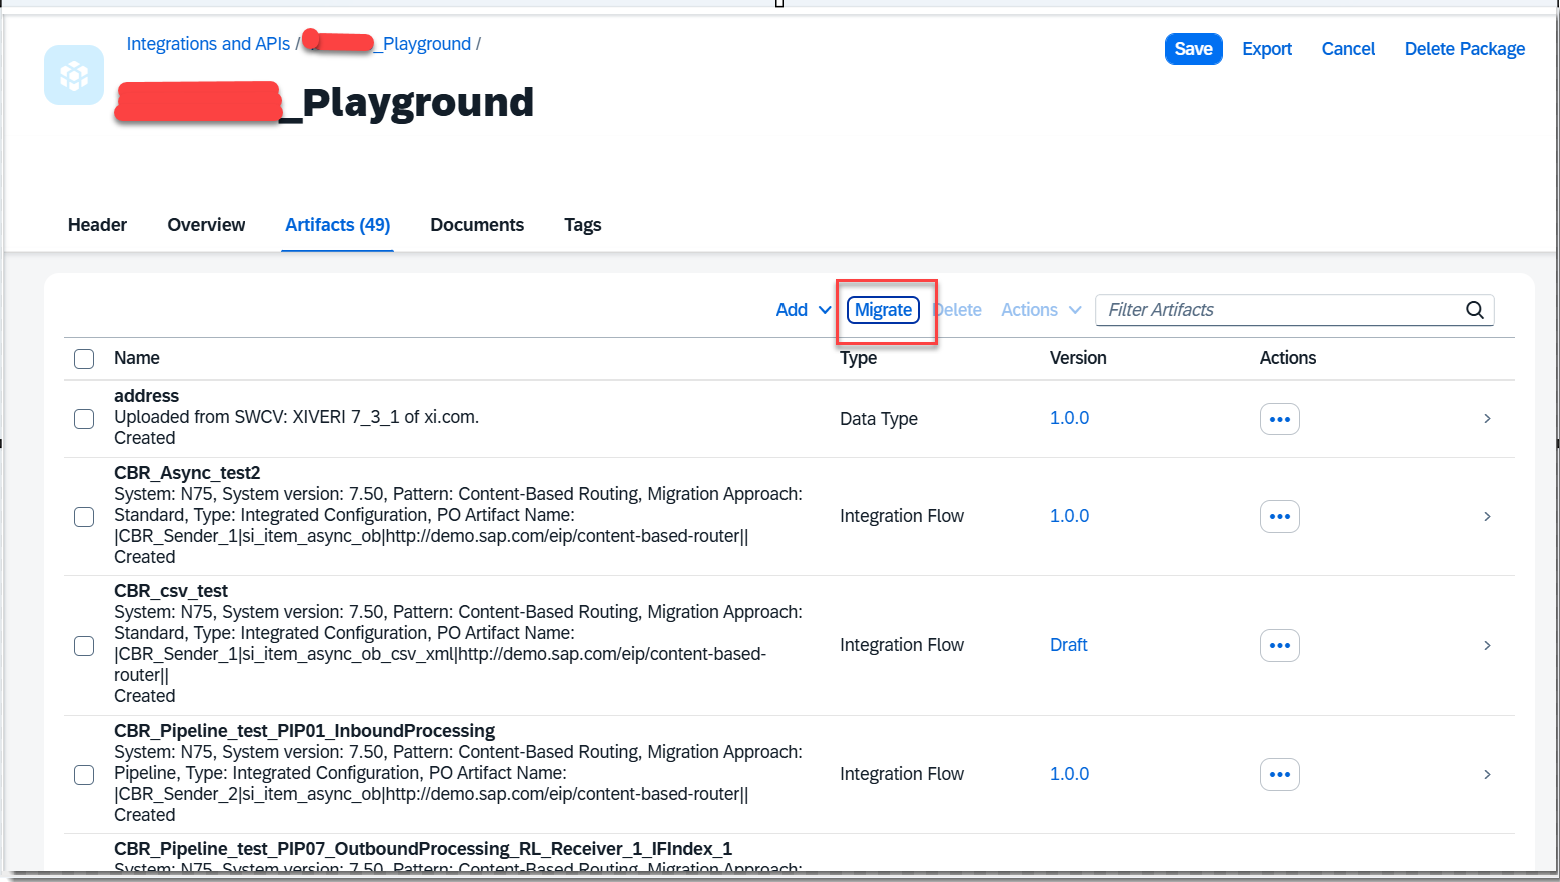 Integrations and APIs / _Playground /
Save Export Cancel Delete Package
_Playground
Header Overview Artifacts (49) Documents Tags
Add Migrate Delete Actions Filter Artifacts
Name Type Version Actions
address
Uploaded from SWCV: XIVERI 7_3_1 of xi.com.
Created
Data Type 1.0.0
CBR_Async_test2
System: N75, System version: 7.50, Pattern: Content-Based Routing, Migration Approach:
Standard, Type: Integrated Configuration, PO Artifact Name:
|CBR_Sender_1|si_item_async_ob|http://demo.sap.com/eip/content-based-router||
Created
Integration Flow 1.0.0
CBR_csv_test
System: N75, System version: 7.50, Pattern: Content-Based Routing, Migration Approach:
Standard, Type: Integrated Configuration, PO Artifact Name:
|CBR_Sender_1|si_item_async_ob_csv_xml|http://demo.sap.com/eip/content-based-
router||
Created
Integration Flow Draft
CBR_Pipeline_test_PIP01_InboundProcessing
System: N75, System version: 7.50, Pattern: Content-Based Routing, Migration Approach:
Pipeline, Type: Integrated Configuration, PO Artifact Name:
|CBR_Sender_2|si_item_async_ob|http://demo.sap.com/eip/content-based-router||
Created
Integration Flow 1.0.0
CBR_Pipeline_test_PIP07_OutboundProcessing_RL_Receiver_1_IFIndex_1
System: N75, System version: 7.50, Pattern: Content-Based Routing, Migration Approach: